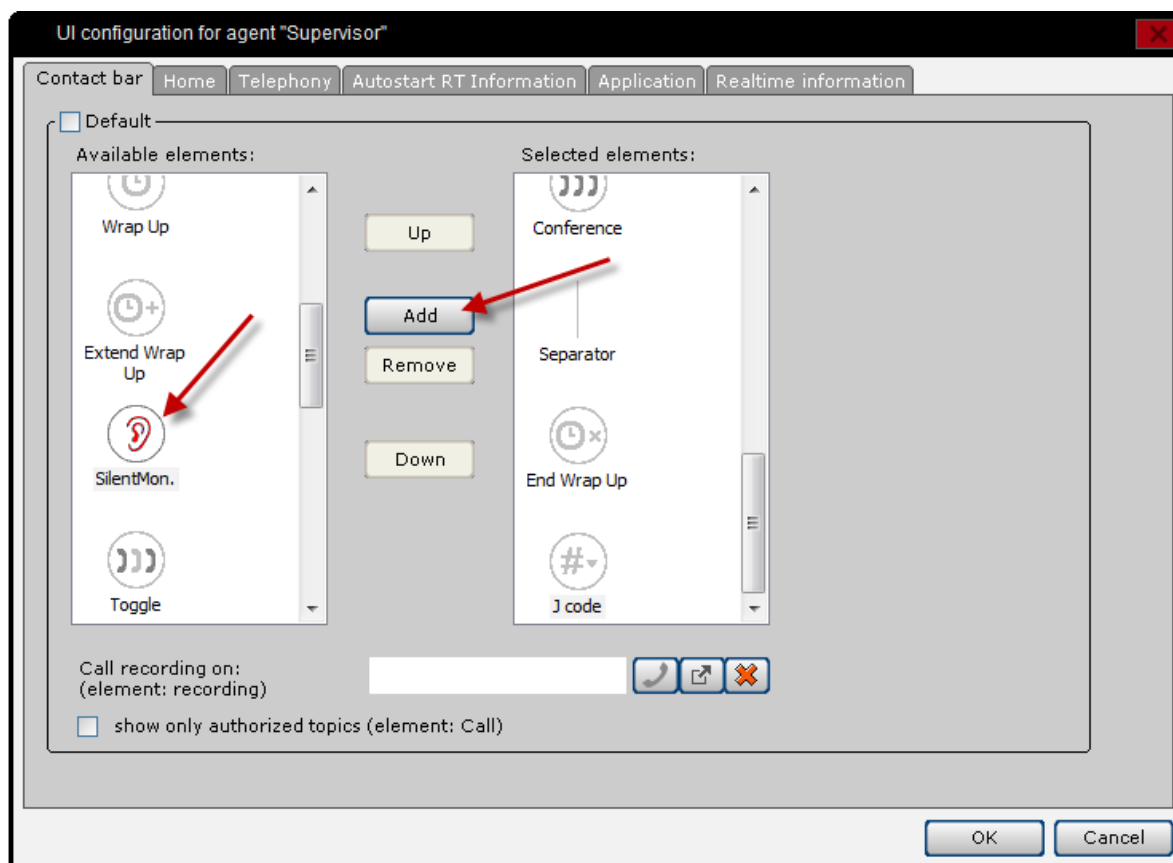 UI configuration for agent "Supervisor"
Contact bar Home Telephony Autostart RT Information Application Realtime information
Default
Available elements:
Selected elements:
Wrap Up
Extend Wrap
Up
SilentMon.
Toggle
Up
Add
Remove
Down
Conference
Separator
End Wrap Up
J code
Call recording on:
(element: recording)
show only authorized topics (element: Call)
OK Cancel